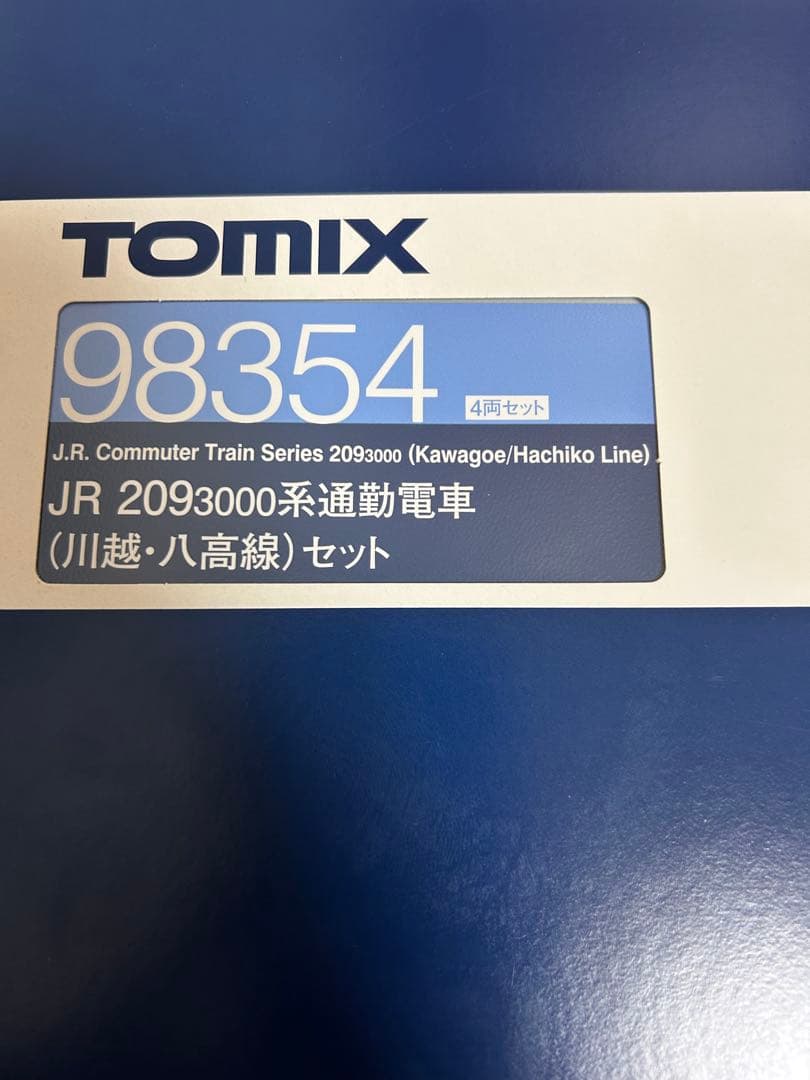 TOMIX
98354 4両セット
J.R. Commuter Train Series 2093000 (Kawagoe/Hachiko Line)
JR 2093000系通勤電車
(川越・八高線)セット